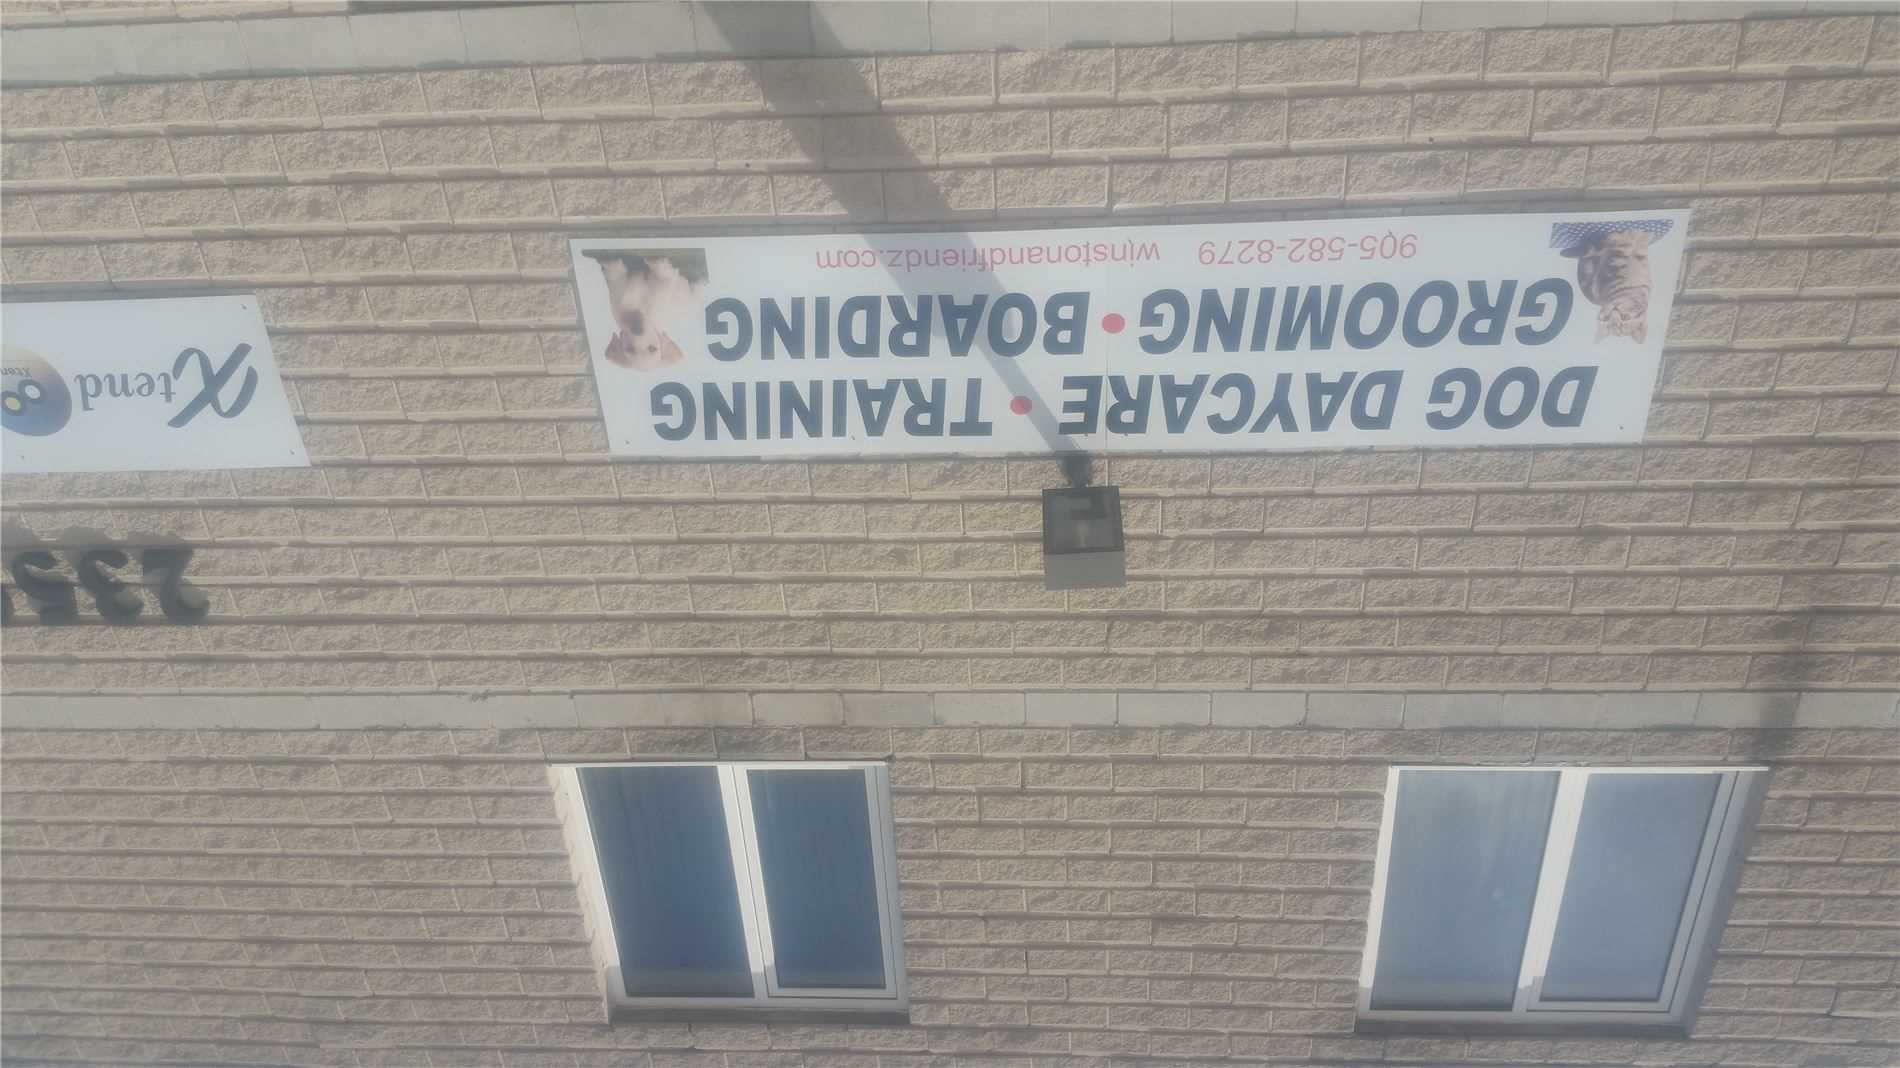 DOG DAYCARE • TRAINING
GROOMING • BOARDING
905-582-8279 winstonandfriendz.com
Xtend